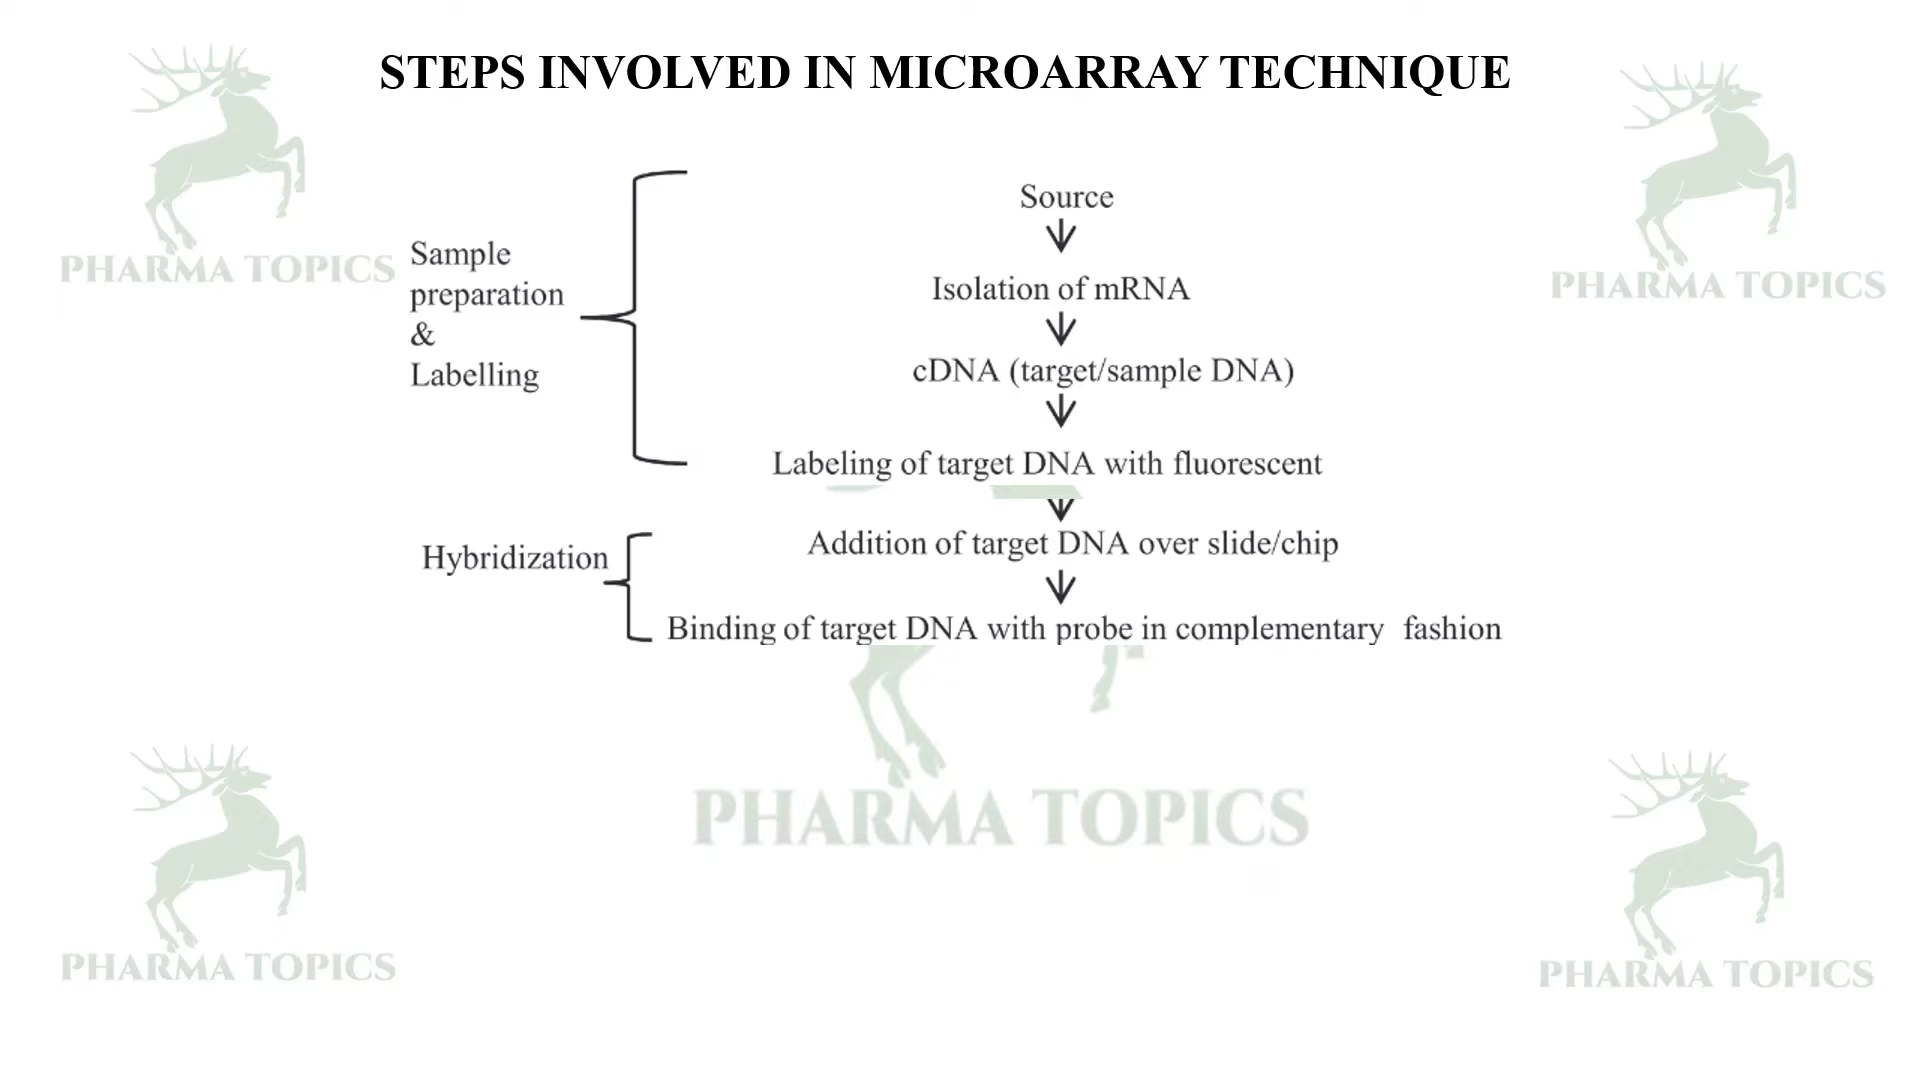 STEPS INVOLVED IN MICROARRAY TECHNIQUE
PHARMA TOPICS
PHARMA TOPICS
Sample
preparation
&
Labelling
Source
Isolation of mRNA
cDNA (target/sample DNA)
Labeling of target DNA with fluorescent
Hybridization
Addition of target DNA over slide/chip
Binding of target DNA with probe in complementary fashion
PHARMA TOPICS
PHARMA TOPICS
PHARMA TOPICS